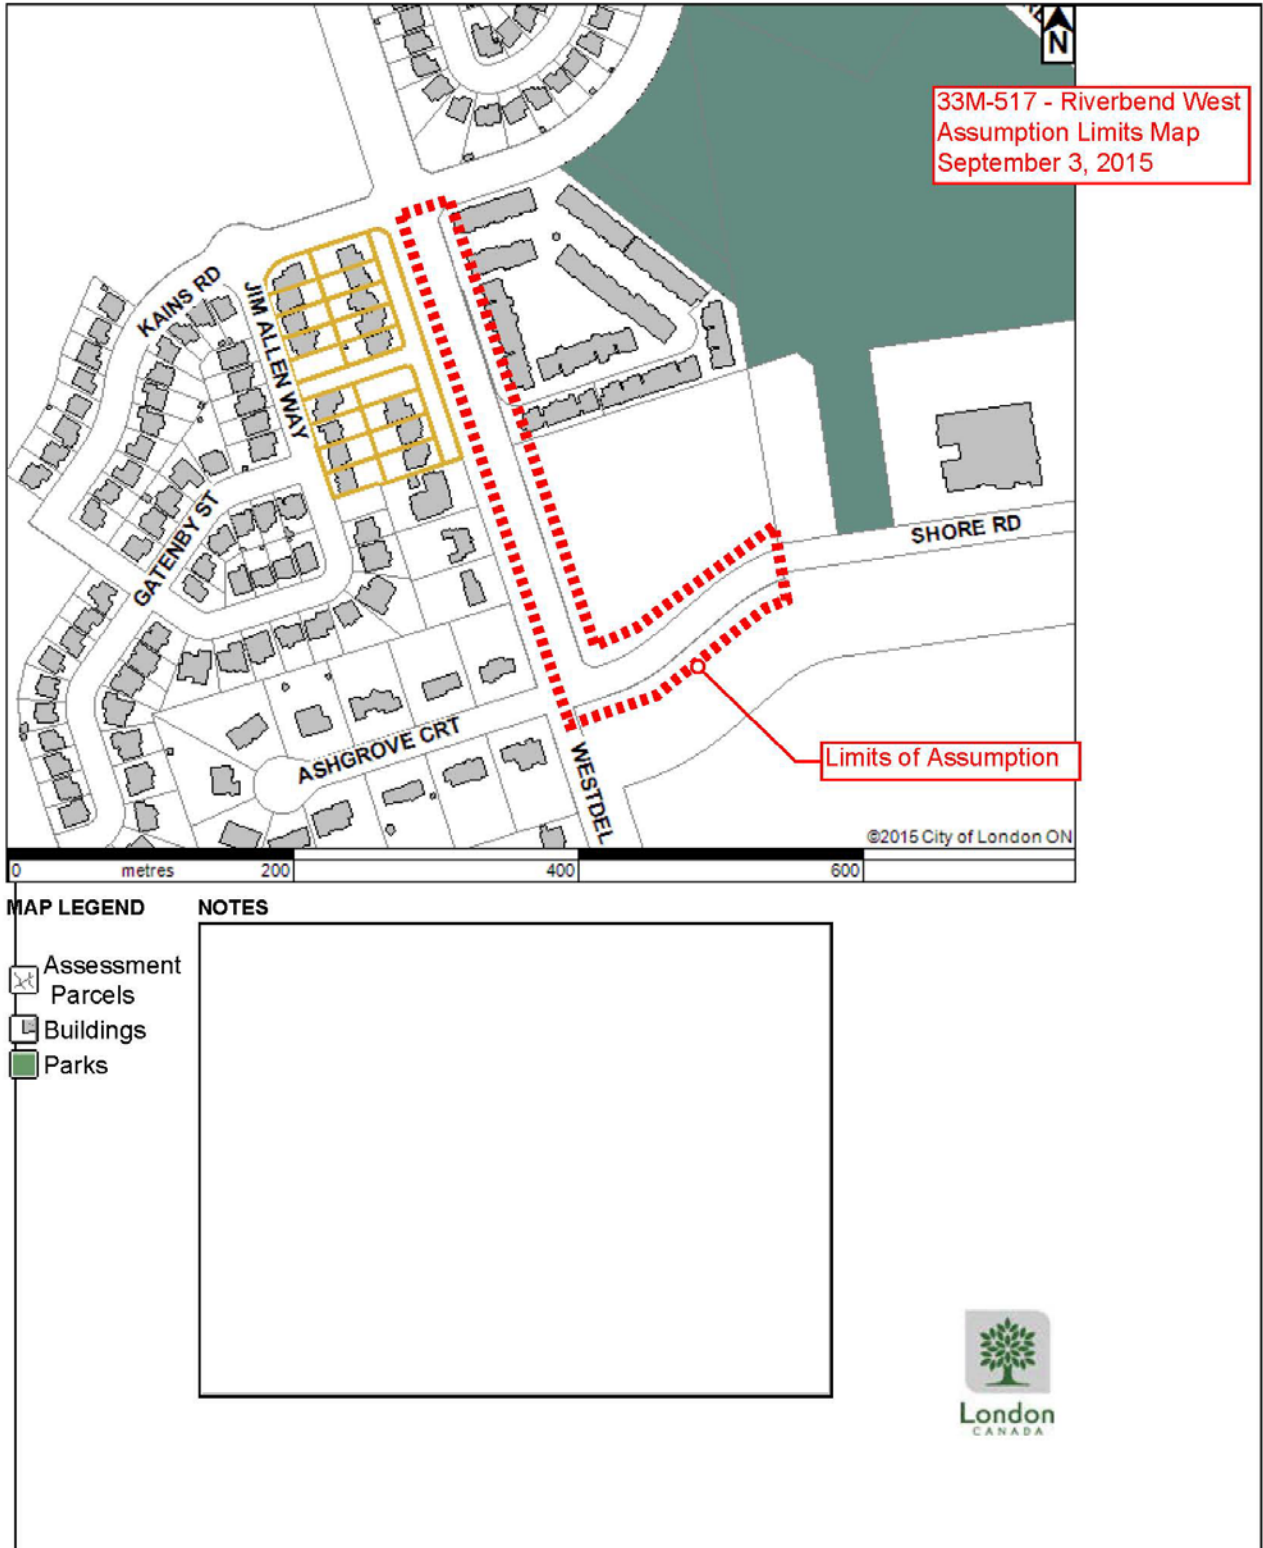 N
33M-517 - Riverbend West
Assumption Limits Map
September 3, 2015
KAINS RD
JIM ALLEN WAY
GATENBY ST
SHORE RD
ASHGROVE CRT
WESTDEL
Limits of Assumption
©2015 City of London ON
0 metres 200 400 600
MAP LEGEND
NOTES
Assessment
Parcels
Buildings
Parks
London
CANADA